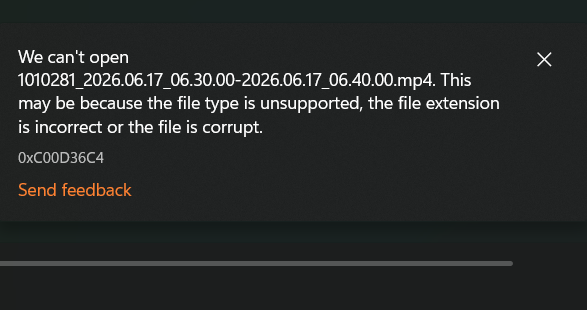 We can't open
1010281_2026.06.17_06.30.00-2026.06.17_06.40.00.mp4. This
may be because the file type is unsupported, the file extension
is incorrect or the file is corrupt.
0xC00D36C4
Send feedback